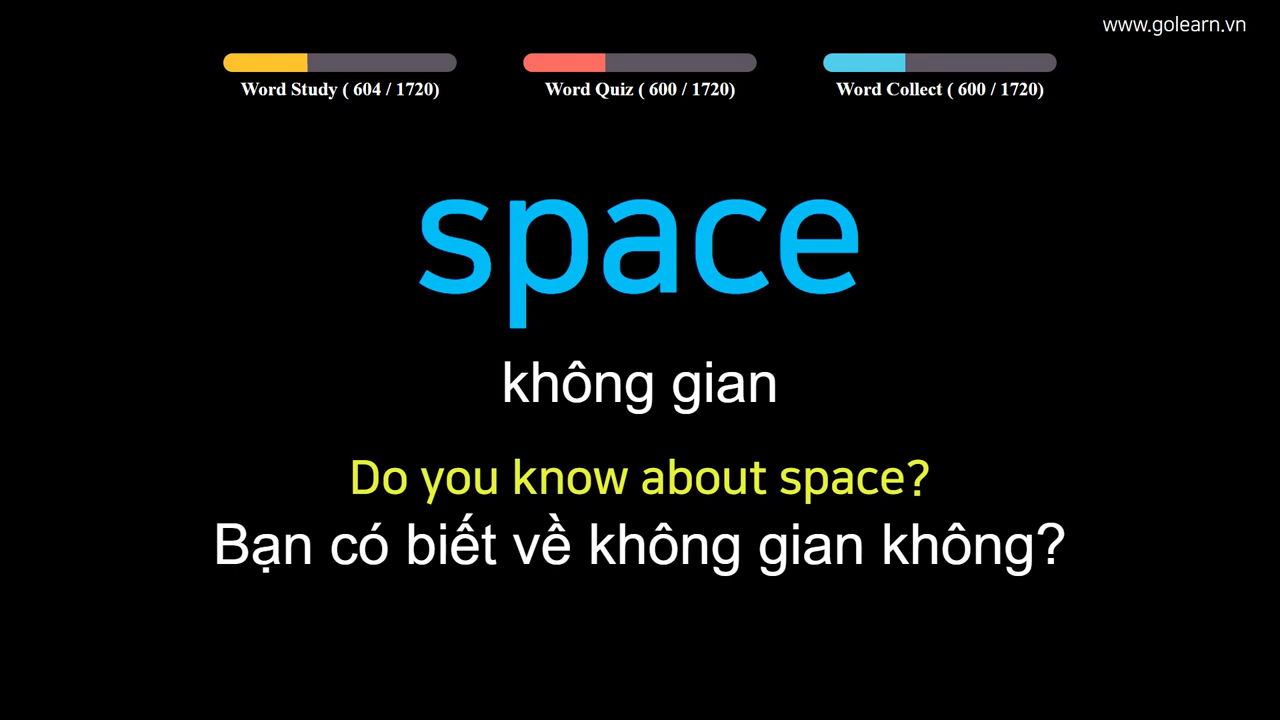 www.golearn.vn
Word Study ( 604 / 1720)
Word Quiz ( 600 / 1720)
Word Collect ( 600 / 1720)
space
không gian
Do you know about space?
Bạn có biết về không gian không?